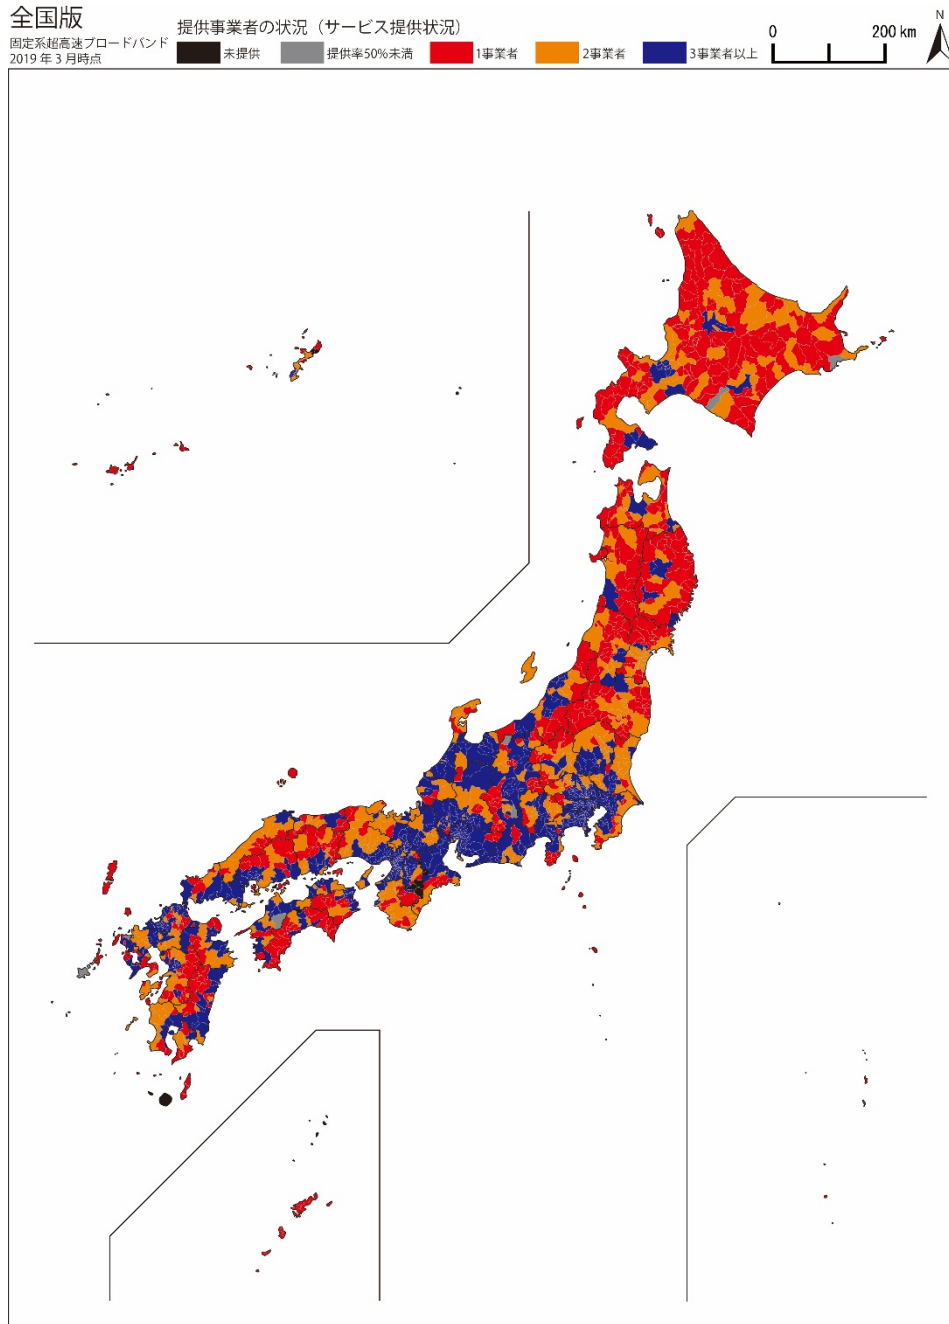 全国版
固定系超高速ブロードバンド
2019 年 3 月時点
提供事業者の状況（サービス提供状況）
未提供
提供率50%未満
1事業者
2事業者
3事業者以上
0
200 km
N